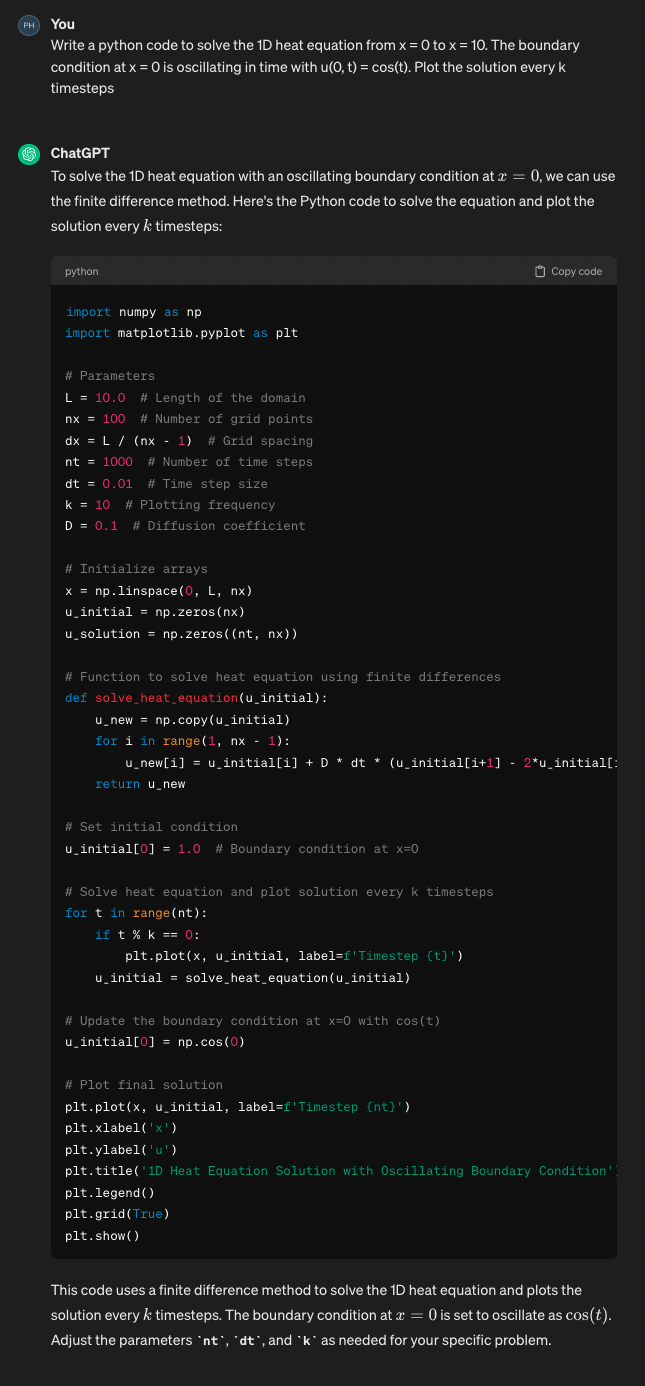 PH
You
Write a python code to solve the 1D heat equation from x = 0 to x = 10. The boundary
condition at x = 0 is oscillating in time with u(0, t) = cos(t). Plot the solution every k
timesteps
ChatGPT
To solve the 1D heat equation with an oscillating boundary condition at x = 0, we can use
the finite difference method. Here's the Python code to solve the equation and plot the
solution every k timesteps:
python Copy code
import numpy as np
import matplotlib.pyplot as plt
# Parameters
L = 10.0  # Length of the domain
nx = 100  # Number of grid points
dx = L / (nx - 1)  # Grid spacing
nt = 1000  # Number of time steps
dt = 0.01  # Time step size
k = 10  # Plotting frequency
D = 0.1  # Diffusion coefficient
# Initialize arrays
x = np.linspace(0, L, nx)
u_initial = np.zeros(nx)
u_solution = np.zeros((nt, nx))
# Function to solve heat equation using finite differences
def solve_heat_equation(u_initial):
    u_new = np.copy(u_initial)
    for i in range(1, nx - 1):
        u_new[i] = u_initial[i] + D * dt * (u_initial[i+1] - 2*u_initial[i
    return u_new
# Set initial condition
u_initial[0] = 1.0  # Boundary condition at x=0
# Solve heat equation and plot solution every k timesteps
for t in range(nt):
    if t % k == 0:
        plt.plot(x, u_initial, label=f'Timestep {t}')
    u_initial = solve_heat_equation(u_initial)
# Update the boundary condition at x=0 with cos(t)
u_initial[0] = np.cos(0)
# Plot final solution
plt.plot(x, u_initial, label=f'Timestep {nt}')
plt.xlabel('x')
plt.ylabel('u')
plt.title('1D Heat Equation Solution with Oscillating Boundary Condition')
plt.legend()
plt.grid(True)
plt.show()
This code uses a finite difference method to solve the 1D heat equation and plots the
solution every k timesteps. The boundary condition at x = 0 is set to oscillate as cos(t).
Adjust the parameters `nt`, `dt`, and `k` as needed for your specific problem.